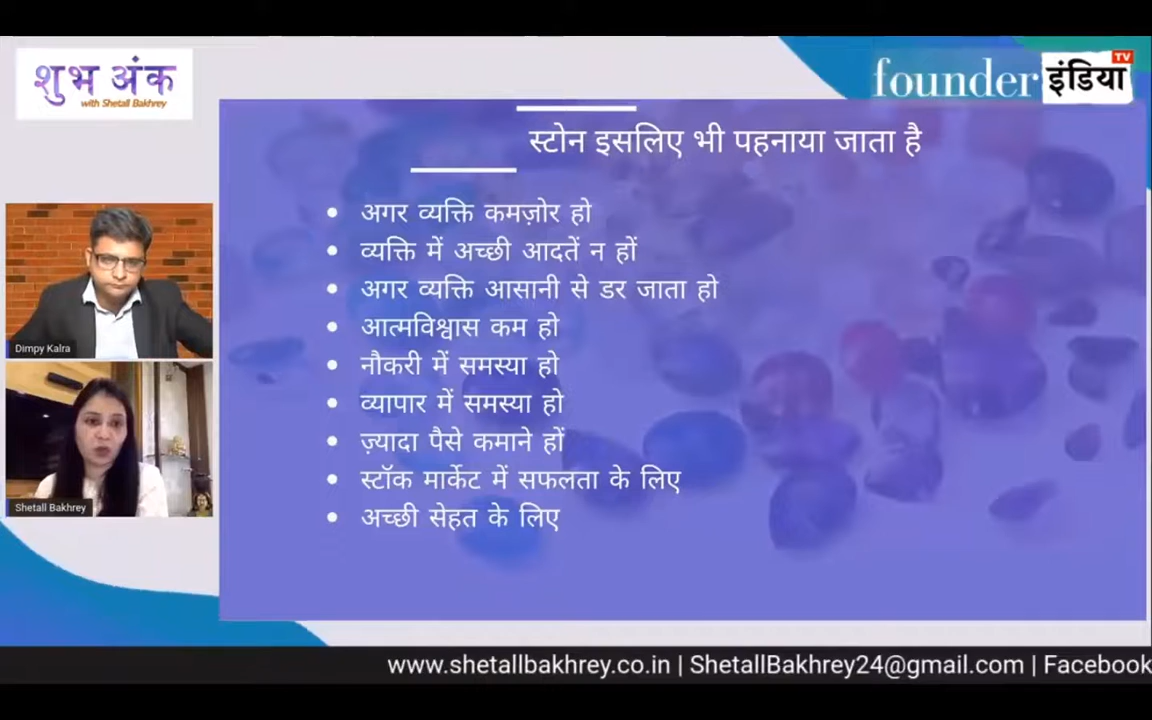 शुभ अंक
with Shetall Bakhrey
founder इंडिया TV
स्टोन इसलिए भी पहनाया जाता है
• अगर व्यक्ति कमज़ोर हो
• व्यक्ति में अच्छी आदतें न हों
• अगर व्यक्ति आसानी से डर जाता हो
• आत्मविश्वास कम हो
• नौकरी में समस्या हो
• व्यापार में समस्या हो
• ज़्यादा पैसे कमाने हों
• स्टॉक मार्केट में सफलता के लिए
• अच्छी सेहत के लिए
Dimpy Kalra
Shetall Bakhrey
www.shetallbakhrey.co.in | ShetallBakhrey24@gmail.com | Facebook